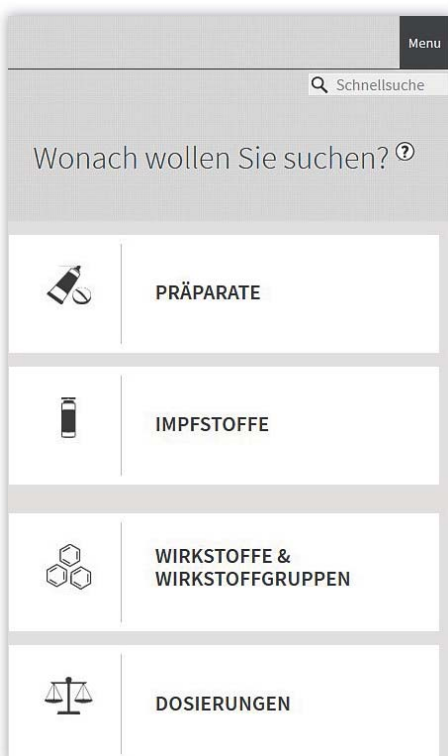 Menu
Schnellsuche
Wonach wollen Sie suchen? ?
PRÄPARATE
IMPFSTOFFE
WIRKSTOFFE &
WIRKSTOFFGRUPPEN
DOSIERUNGEN